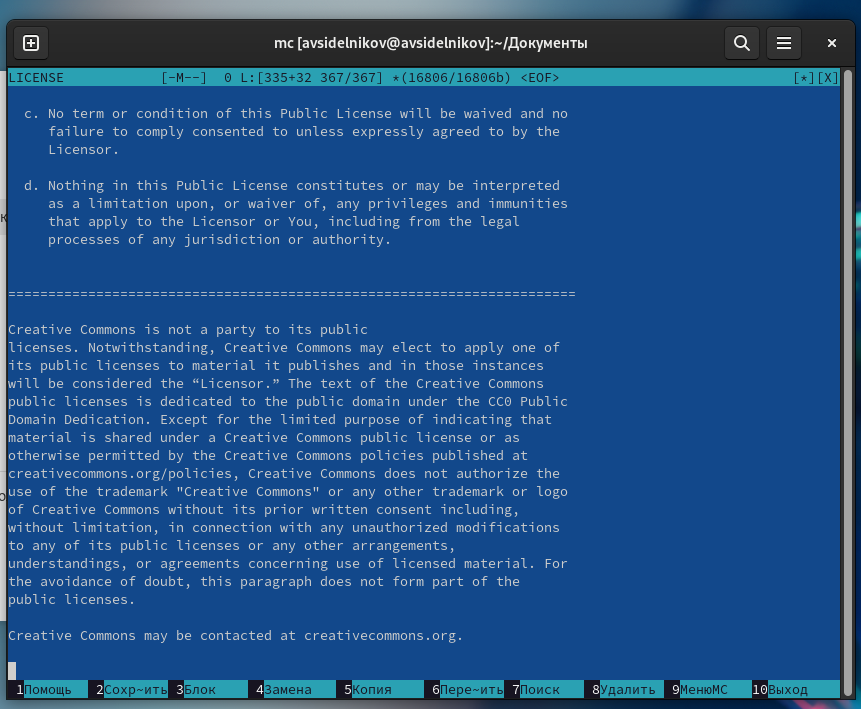 mc [avsidelnikov@avsidelnikov]:~/Документы
LICENSE [-M--] 0 L:[335+32 367/367] *(16806/16806b) <EOF> [*][X]
c. No term or condition of this Public License will be waived and no
failure to comply consented to unless expressly agreed to by the
Licensor.
d. Nothing in this Public License constitutes or may be interpreted
as a limitation upon, or waiver of, any privileges and immunities
that apply to the Licensor or You, including from the legal
processes of any jurisdiction or authority.
=======================================================================
Creative Commons is not a party to its public
licenses. Notwithstanding, Creative Commons may elect to apply one of
its public licenses to material it publishes and in those instances
will be considered the “Licensor.” The text of the Creative Commons
public licenses is dedicated to the public domain under the CC0 Public
Domain Dedication. Except for the limited purpose of indicating that
material is shared under a Creative Commons public license or as
otherwise permitted by the Creative Commons policies published at
creativecommons.org/policies, Creative Commons does not authorize the
use of the trademark "Creative Commons" or any other trademark or logo
of Creative Commons without its prior written consent including,
without limitation, in connection with any unauthorized modifications
to any of its public licenses or any other arrangements,
understandings, or agreements concerning use of licensed material. For
the avoidance of doubt, this paragraph does not form part of the
public licenses.
Creative Commons may be contacted at creativecommons.org.
1Помощь 2Сохр~ить 3Блок 4Замена 5Копия 6Пере~ить 7Поиск 8Удалить 9МенюMC 10Выход